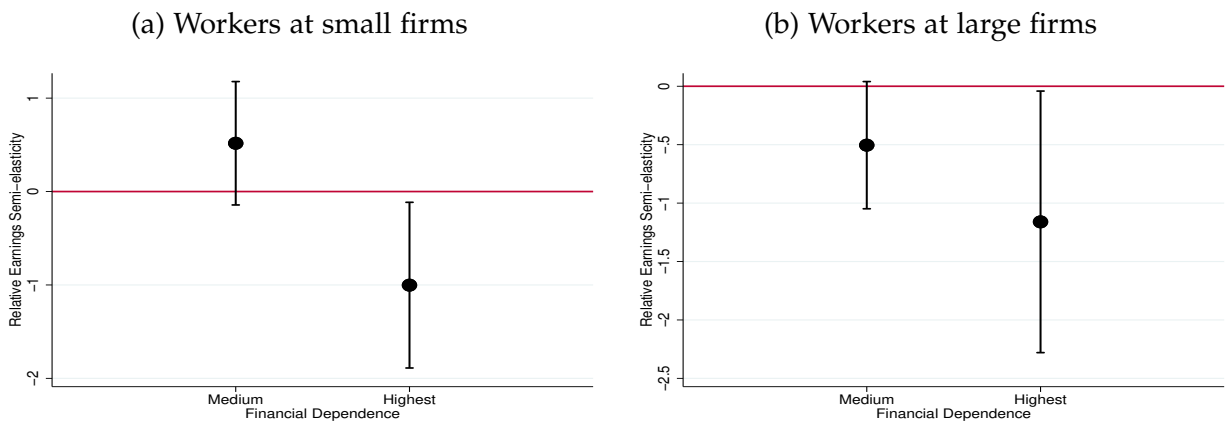 (a) Workers at small firms
Relative Earnings Semi-elasticity
1
0
-1
-2
Medium Highest
Financial Dependence
(b) Workers at large firms
Relative Earnings Semi-elasticity
0
-.5
-1
-1.5
-2
-2.5
Medium Highest
Financial Dependence